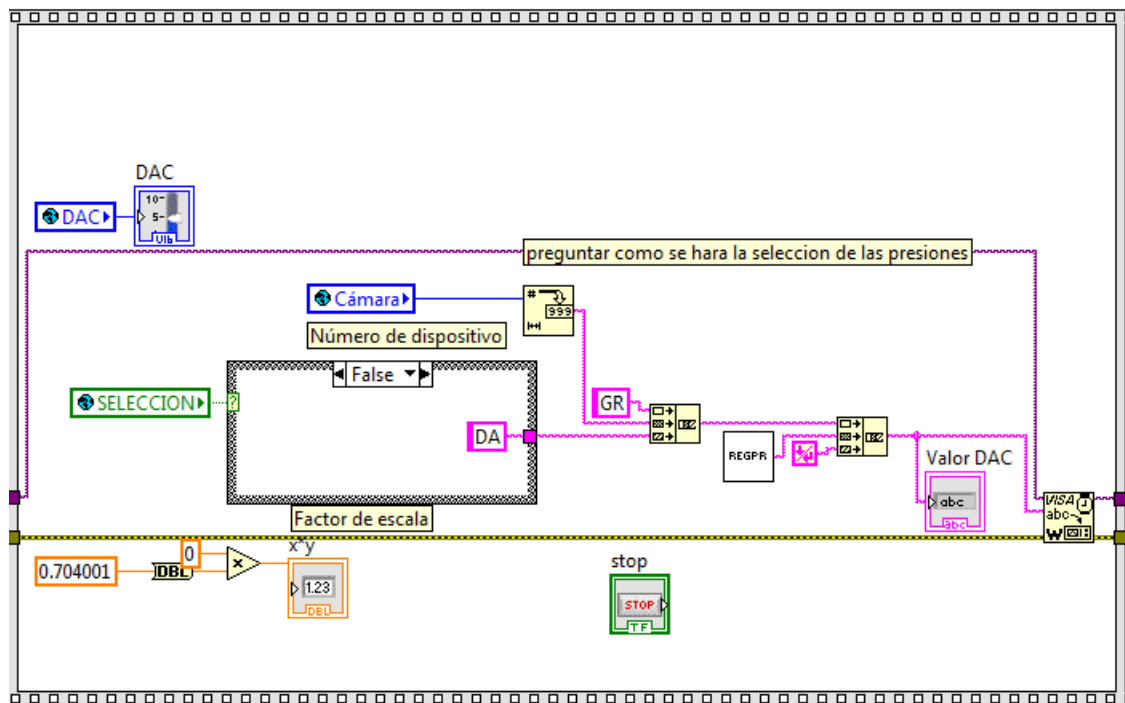 DAC
DAC
10-
5-
U16
preguntar como se hara la seleccion de las presiones
Cámara
#
999
Número de dispositivo
False
SELECCION
?
GR
DA
REGPR
Valor DAC
abc
abc
VISA
abc
W
Factor de escala
x*y
0
0.704001
DBL
x
1.23
DBL
stop
STOP
TF